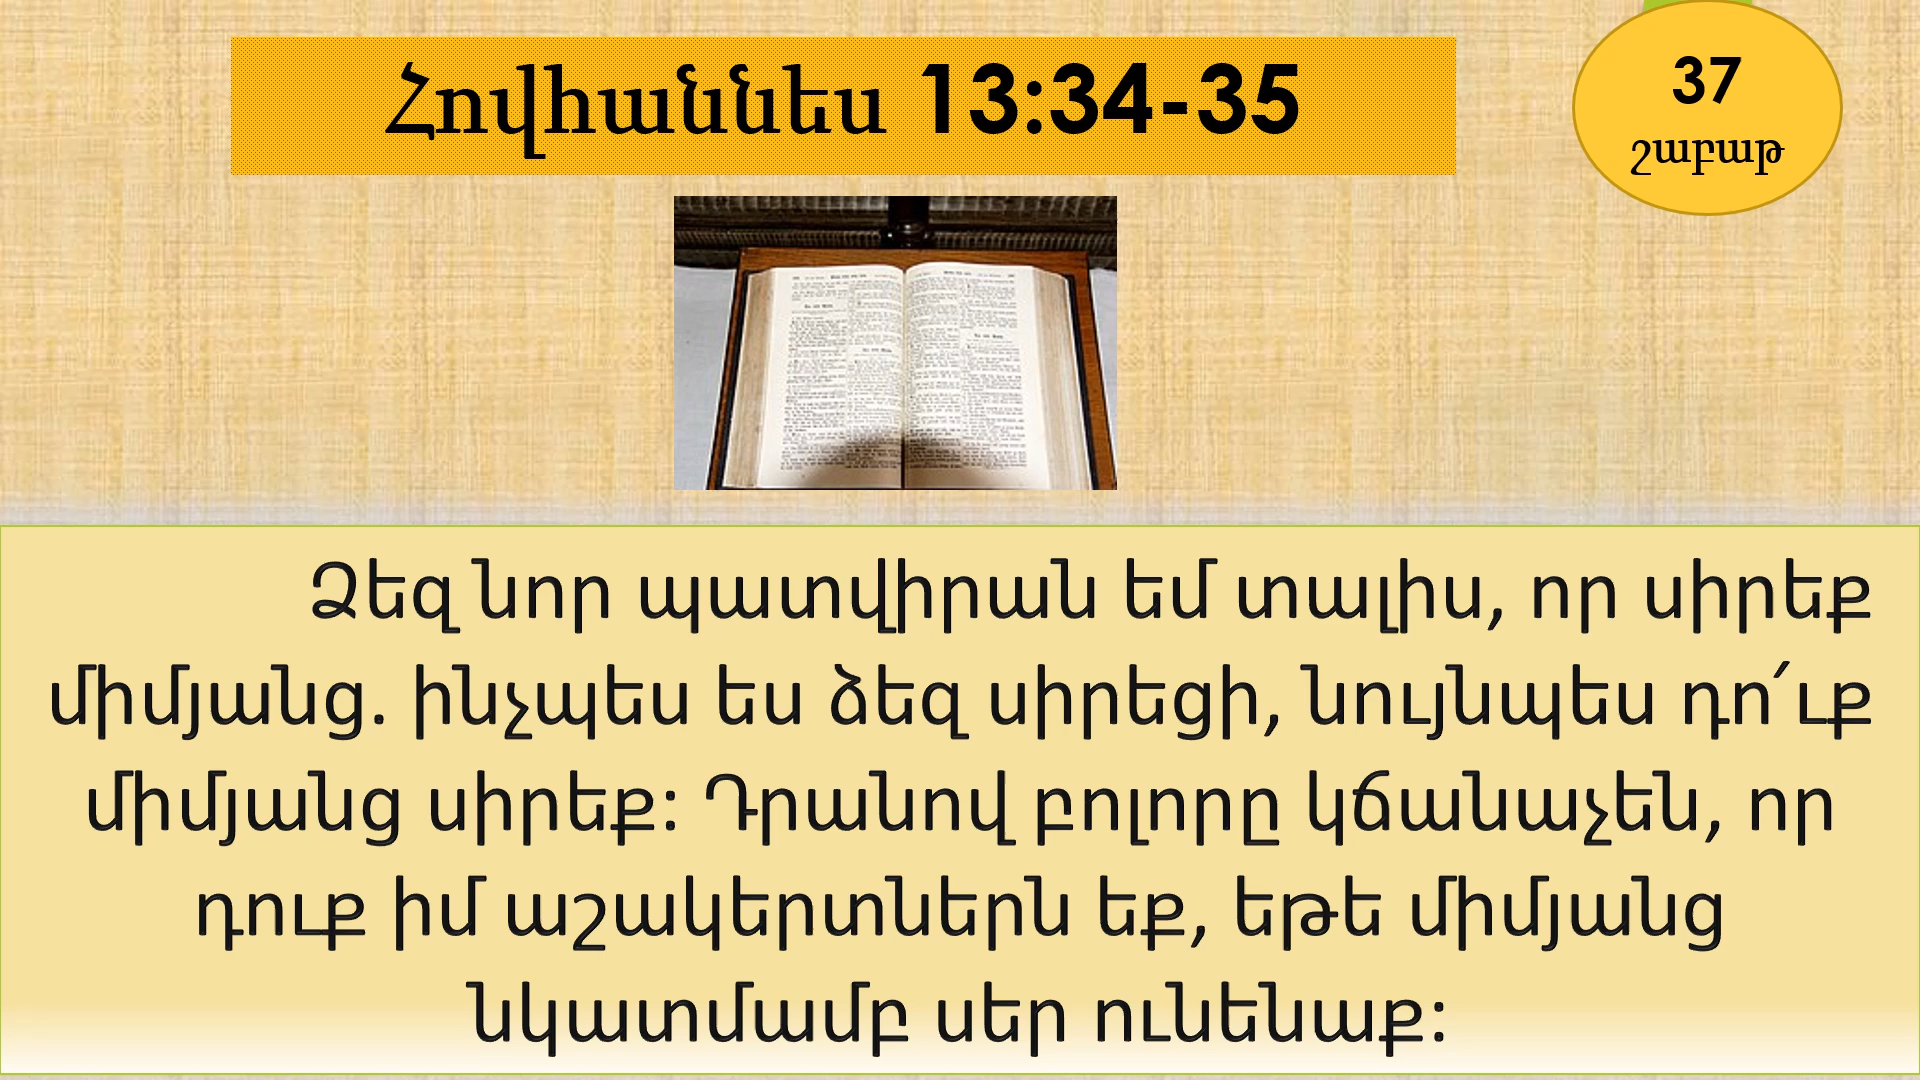 Հովհաննես 13:34-35
37
շաբաթ
Ձեզ նոր պատվիրան եմ տալիս, որ սիրեք
միմյանց. ինչպես ես ձեզ սիրեցի, նույնպես դո՛ւք
միմյանց սիրեք: Դրանով բոլորը կճանաչեն, որ
դուք իմ աշակերտներն եք, եթե միմյանց
նկատմամբ սեր ունենաք: